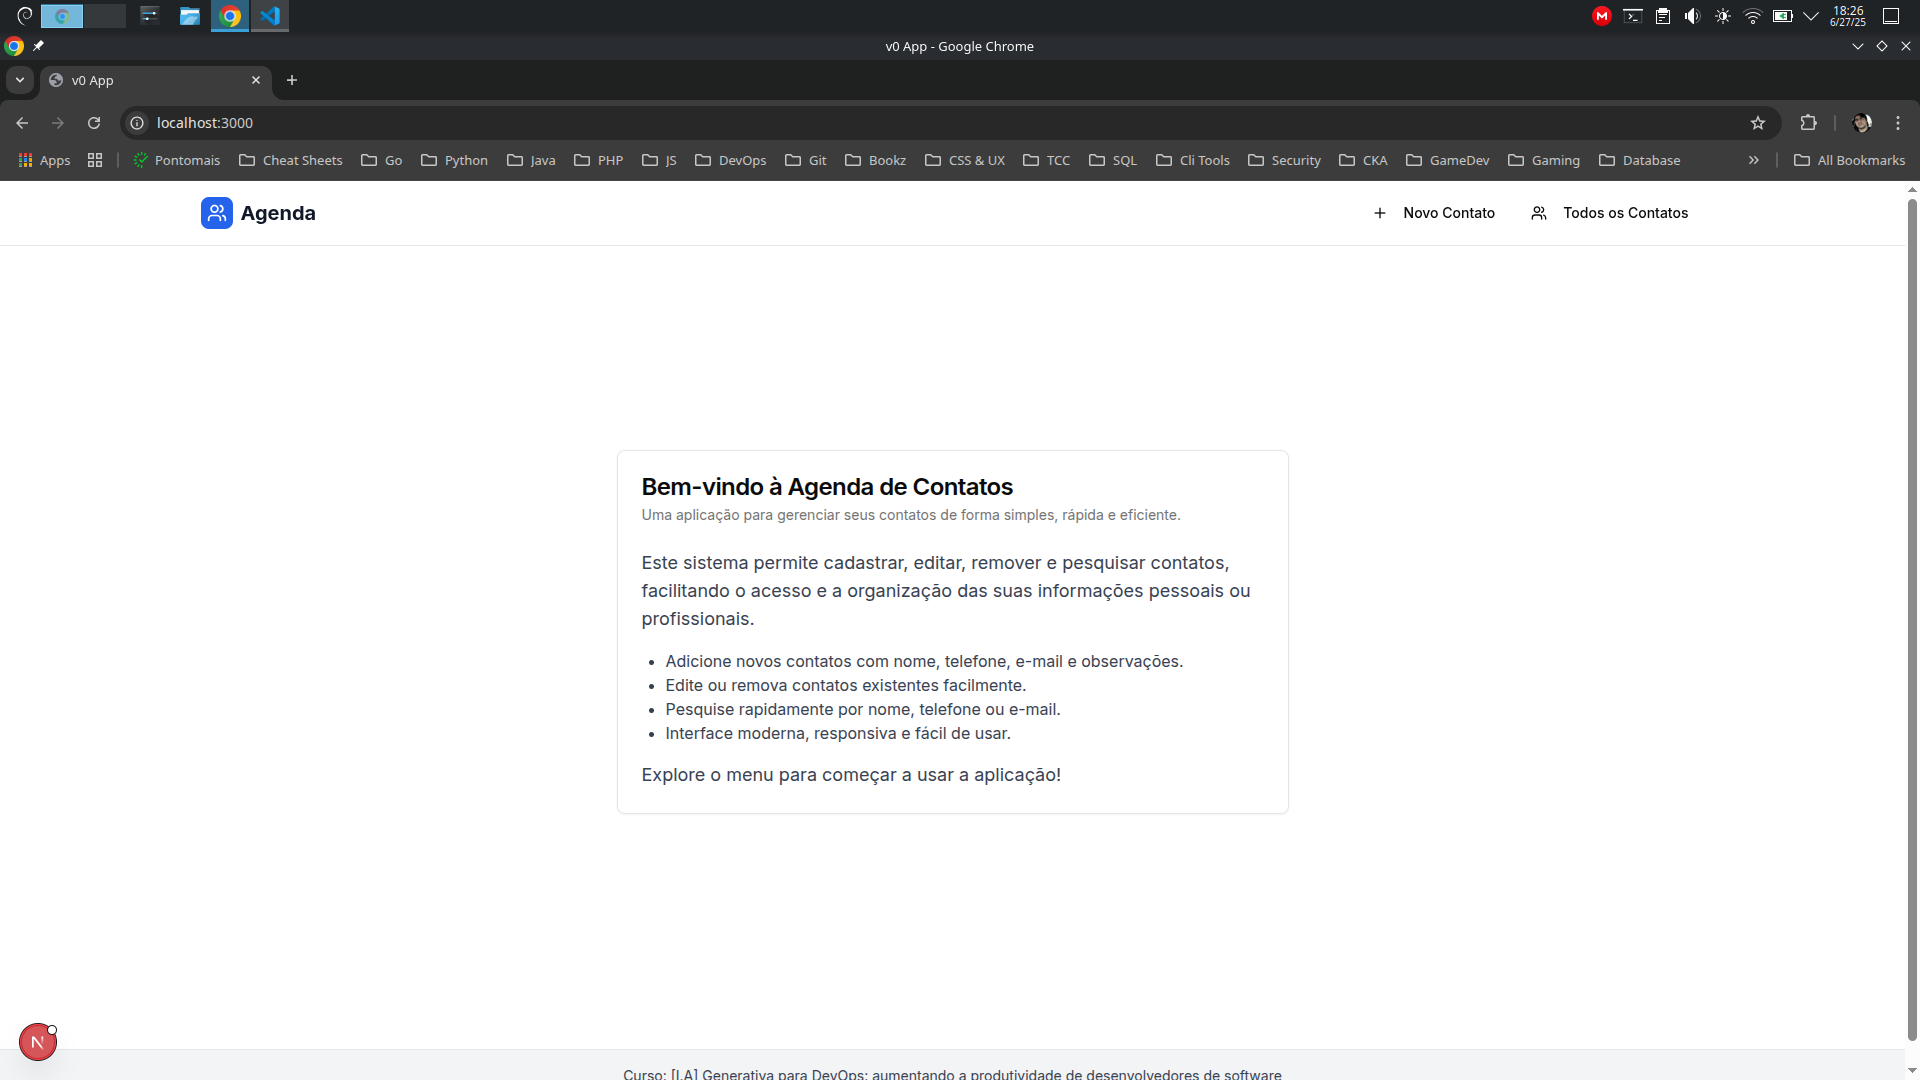 18:26
6/27/25
v0 App - Google Chrome
v0 App
localhost:3000
Apps
Pontomais
Cheat Sheets
Go
Python
Java
PHP
JS
DevOps
Git
Bookz
CSS & UX
TCC
SQL
Cli Tools
Security
CKA
GameDev
Gaming
Database
All Bookmarks
Agenda
Novo Contato
Todos os Contatos
Bem-vindo à Agenda de Contatos
Uma aplicação para gerenciar seus contatos de forma simples, rápida e eficiente.
Este sistema permite cadastrar, editar, remover e pesquisar contatos,
facilitando o acesso e a organização das suas informações pessoais ou
profissionais.
Adicione novos contatos com nome, telefone, e-mail e observações.
Edite ou remova contatos existentes facilmente.
Pesquise rapidamente por nome, telefone ou e-mail.
Interface moderna, responsiva e fácil de usar.
Explore o menu para começar a usar a aplicação!
N
Curso: [I.A] Generativa para DevOps: aumentando a produtividade de desenvolvedores de software